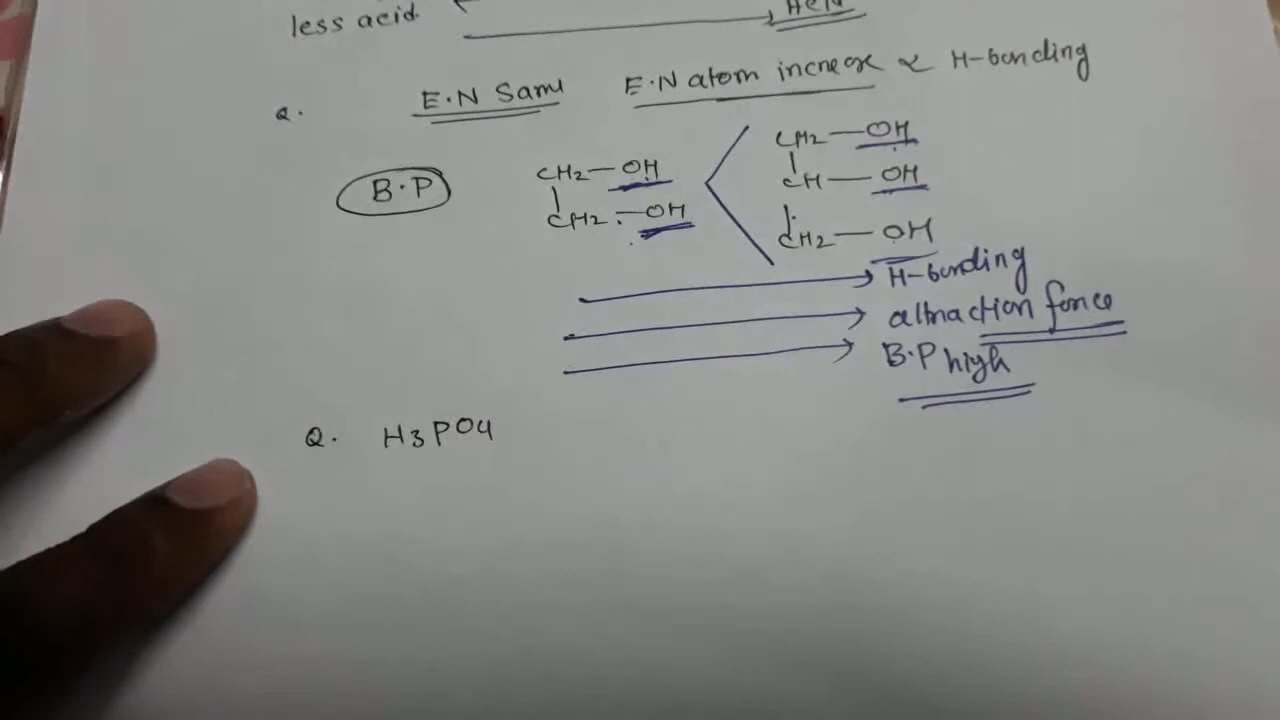 less acid
Q. E.N Same E.N atom increase ∝ H-bonding
B.P
CH2—OH
CH2—OH
<
CH2—OH
CH—OH
CH2—OH
H-bonding
attraction force
B.P high
Q. H3PO4